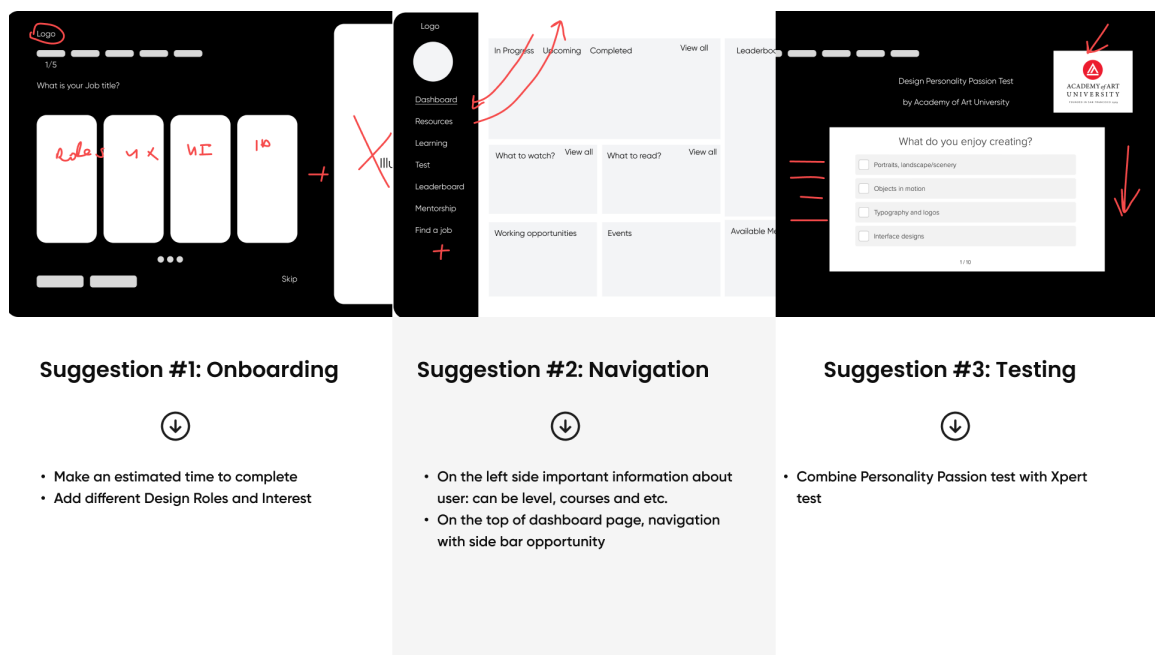 Logo
1/5
What is your Job title?
Roles
UX
UI
Illu
Skip
Logo
Dashboard
Resources
Learning
Test
Leaderboard
Mentorship
Find a job
In Progress Upcoming Completed View all
Leaderboa
What to watch? View all
What to read? View all
Working opportunities
Events
Available Me
Design Personality Passion Test
by Academy of Art University
ACADEMY of ART
UNIVERSITY
What do you enjoy creating?
Portraits, landscape/scenery
Objects in motion
Typography and logos
Interface designs
1 / 10
Suggestion #1: Onboarding
• Make an estimated time to complete
• Add different Design Roles and Interest
Suggestion #2: Navigation
• On the left side important information about
user: can be level, courses and etc.
• On the top of dashboard page, navigation
with side bar opportunity
Suggestion #3: Testing
• Combine Personality Passion test with Xpert
test